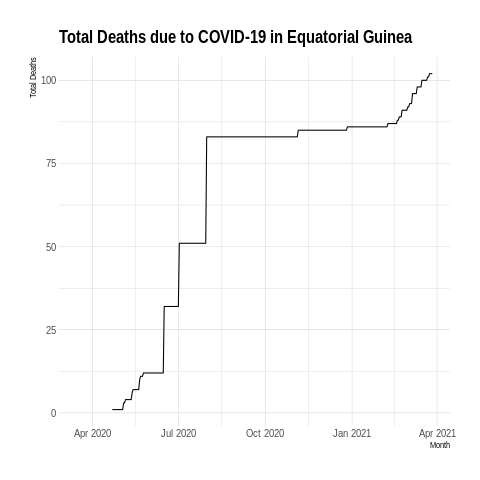 Total Deaths due to COVID-19 in Equatorial Guinea
Total Deaths
100
75
50
25
0
Apr 2020 Jul 2020 Oct 2020 Jan 2021 Apr 2021
Month